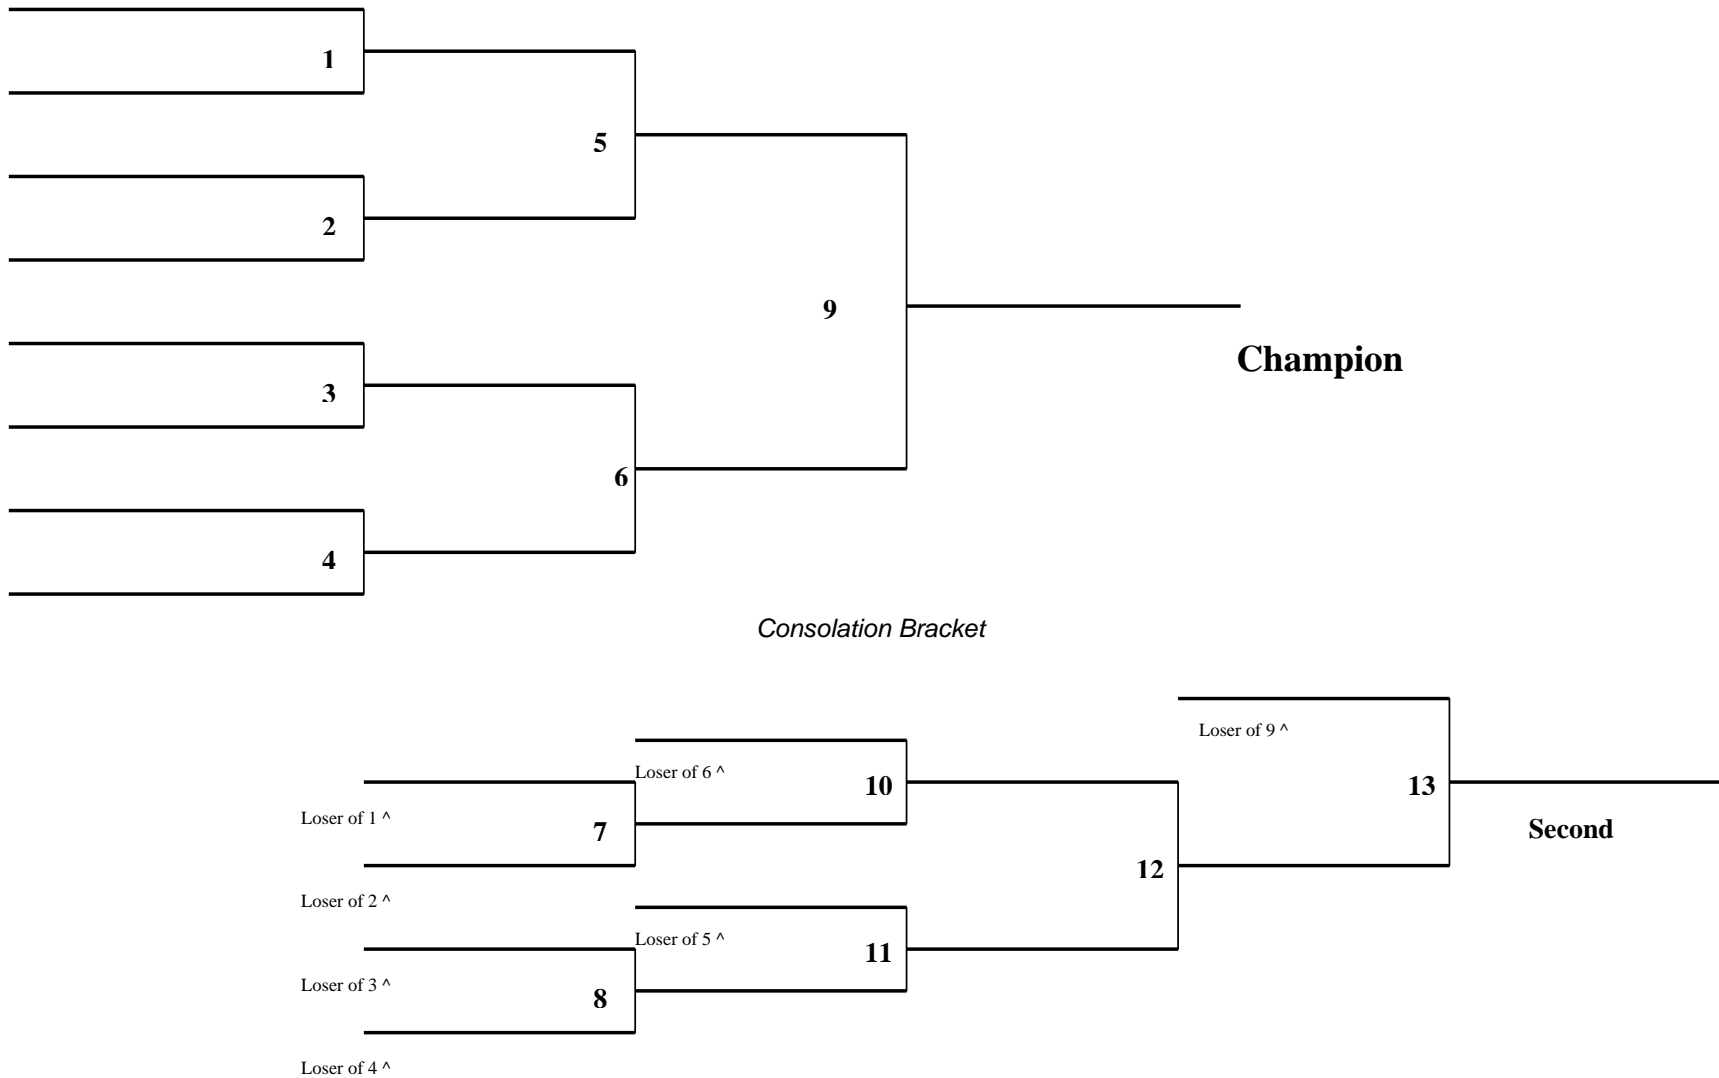 1
5
2
9
Champion
3
6
4
Consolation Bracket
Loser of 9 ^
Loser of 6 ^
10
13
Loser of 1 ^
7
Second
12
Loser of 2 ^
Loser of 5 ^
11
Loser of 3 ^
8
Loser of 4 ^